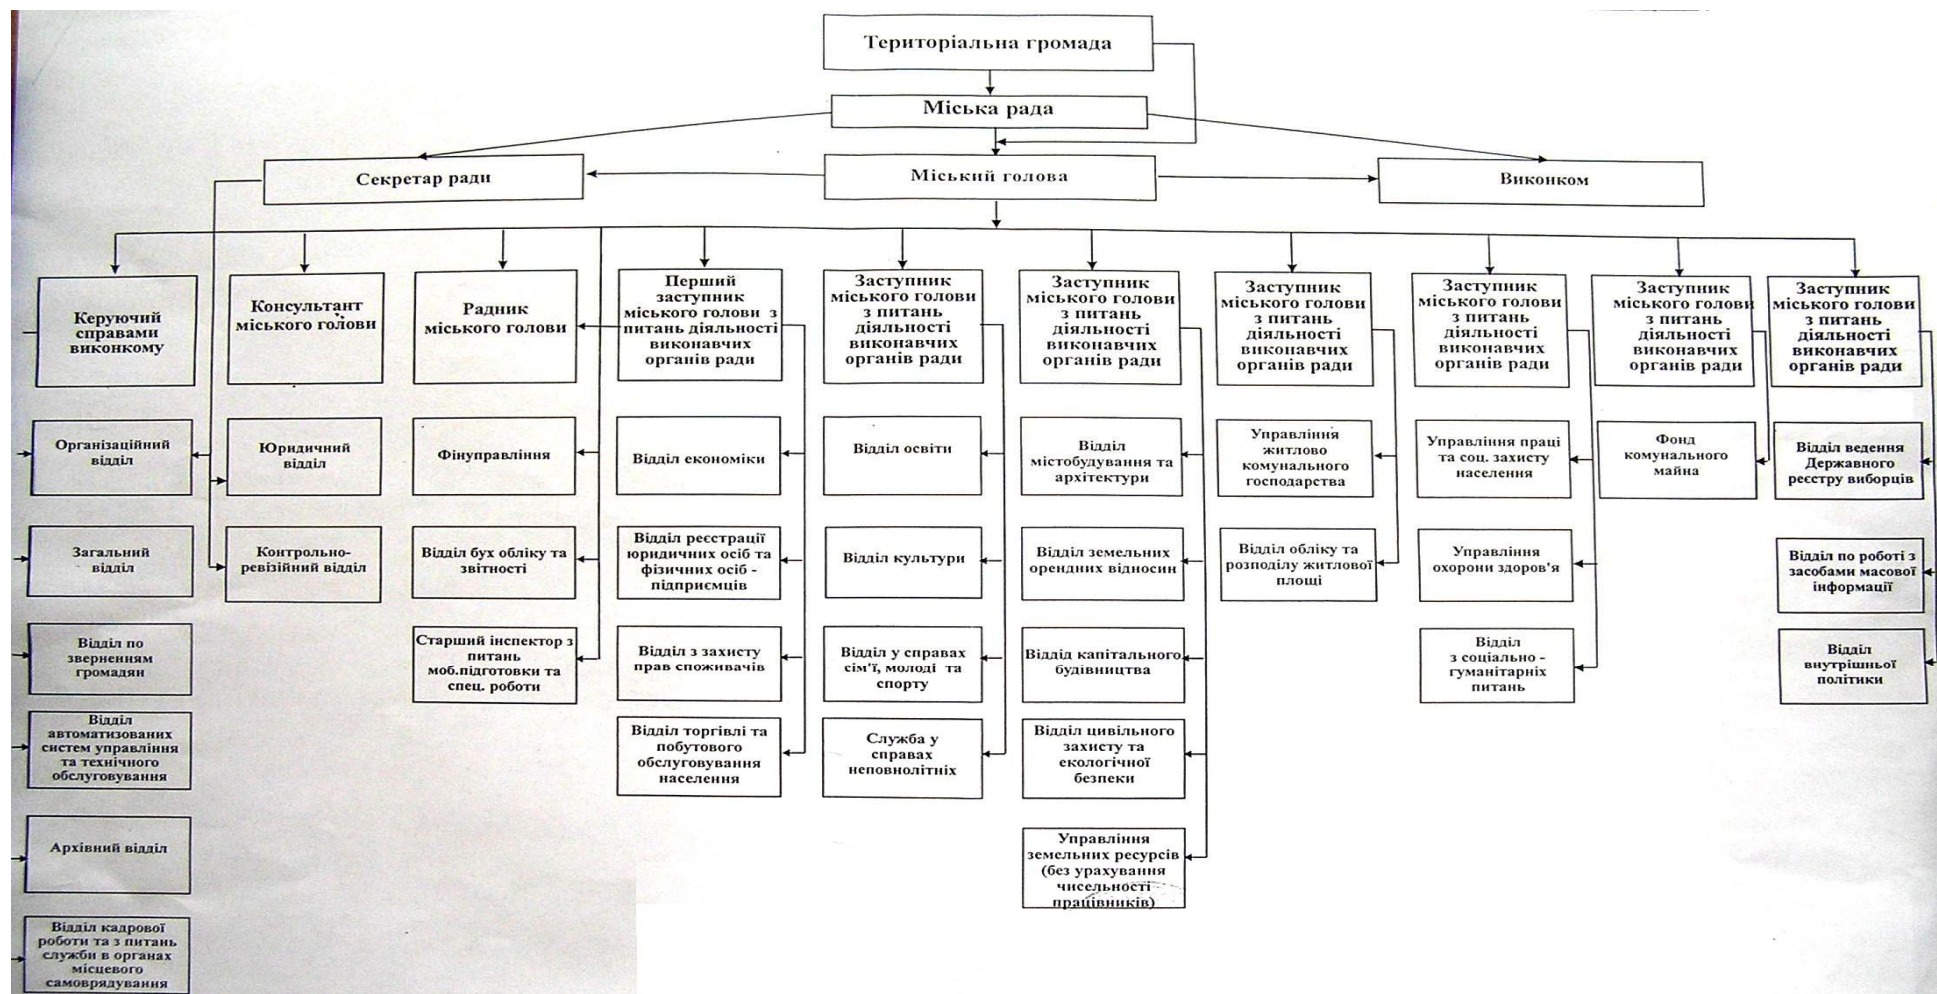 Територіальна громада
Міська рада
Секретар ради
Міський голова
Виконком
Керуючий
справами
виконкому
Консультант
міського голови
Радник
міського голови
Перший
заступник
міського голови з
питань діяльності
виконавчих
органів ради
Заступник
міського голови
з питань
діяльності
виконавчих
органів ради
Заступник
міського голови
з питань
діяльності
виконавчих
органів ради
Заступник
міського голови
з питань
діяльності
виконавчих
органів ради
Заступник
міського голови
з питань
діяльності
виконавчих
органів ради
Заступник
міського голови
з питань
діяльності
виконавчих
органів ради
Заступник
міського голови
з питань
діяльності
виконавчих
органів ради
Організаційний
відділ
Юридичний
відділ
Фінуправління
Відділ економіки
Відділ освіти
Відділ
містобудування та
архітектури
Управління
житлово
комунального
господарства
Управління праці
та соц. захисту
населення
Фонд
комунального
майна
Відділ ведення
Державного
реєстру виборців
Загальний
відділ
Контрольно-
ревізійний відділ
Відділ бух обліку та
звітності
Відділ реєстрації
юридичних осіб та
фізичних осіб -
підприємців
Відділ культури
Відділ земельних
орендних відносин
Відділ обліку та
розподілу житлової
площі
Управління
охорони здоров'я
Відділ по роботі з
засобами масової
інформації
Відділ по
зверненням
громадян
Старший інспектор з
питань
моб.підготовки та
спец. роботи
Відділ з захисту
прав споживачів
Відділ у справах
сім'ї, молоді та
спорту
Віддід капітального
будівництва
Відділ
з соціально -
гуманітарніх
питань
Відділ
внутрішньої
політики
Відділ
автоматизованих
систем управління
та технічного
обслуговування
Відділ торгівлі та
побутового
обслуговування
населення
Служба у
справах
неповнолітніх
Відділ цивільного
захисту та
екологічної
безпеки
Архівний відділ
Управління
земельних ресурсів
(без урахування
чисельності
працівників)
Відділ кадрової
роботи та з питань
служби в органах
місцевого
самоврядування